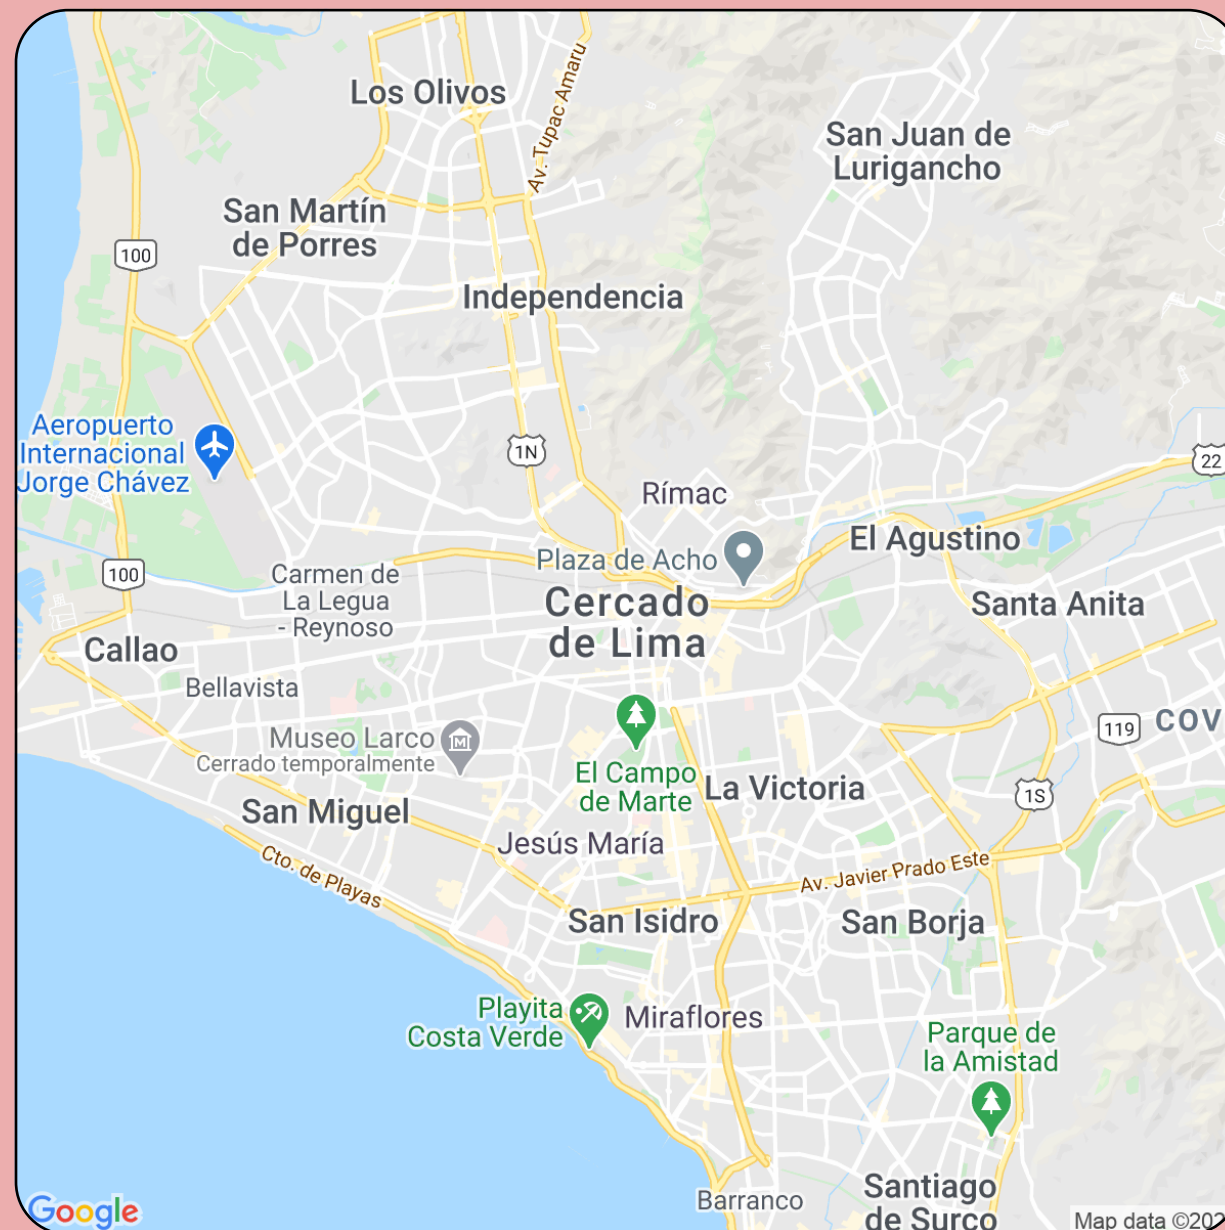 Los Olivos
Av. Tupac Amaru
San Juan de
Lurigancho
San Martín
de Porres
100
Independencia
Aeropuerto
Internacional
Jorge Chávez
1N
22
Rímac
El Agustino
Plaza de Acho
100
Carmen de
La Legua
- Reynoso
Cercado
de Lima
Santa Anita
Callao
Bellavista
Museo Larco
Cerrado temporalmente
119
COV
El Campo
de Marte
La Victoria
1S
San Miguel
Jesús María
Cto. de Playas
Av. Javier Prado Este
San Isidro
San Borja
Playita
Costa Verde
Miraflores
Parque de
la Amistad
Barranco
Santiago
de Surco
Google
Map data ©202